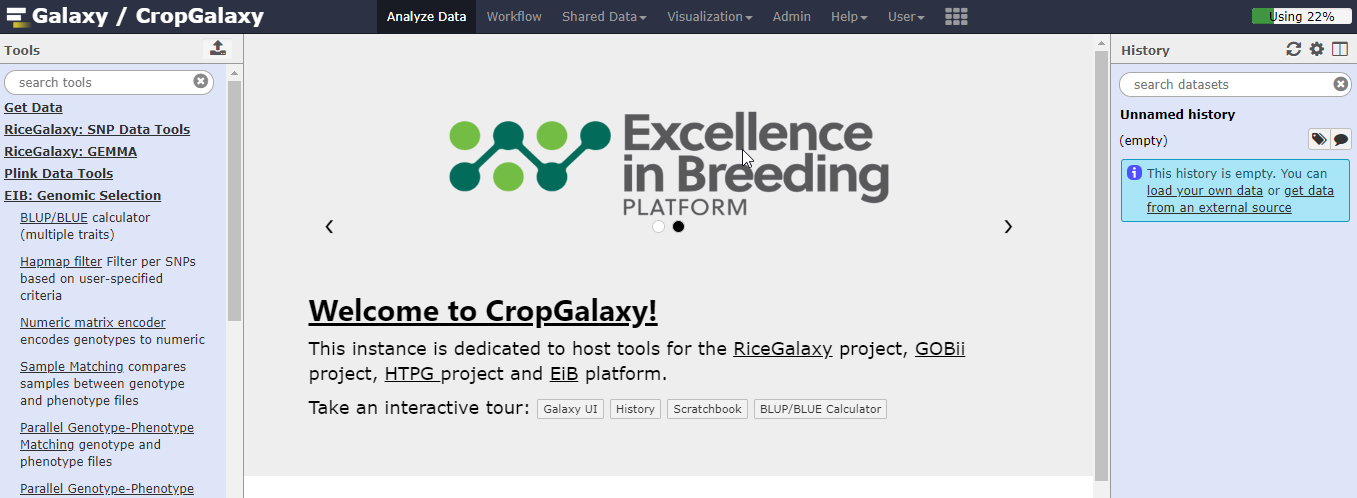 Galaxy / CropGalaxy
Analyze Data Workflow Shared Data Visualization Admin Help User
Using 22%
Tools
search tools
Get Data
RiceGalaxy: SNP Data Tools
RiceGalaxy: GEMMA
Plink Data Tools
EIB: Genomic Selection
BLUP/BLUE calculator
(multiple traits)
Hapmap filter Filter per SNPs
based on user-specified
criteria
Numeric matrix encoder
encodes genotypes to numeric
Sample Matching compares
samples between genotype
and phenotype files
Parallel Genotype-Phenotype
Matching genotype and
phenotype files
Parallel Genotype-Phenotype
Excellence
in Breeding
PLATFORM
Welcome to CropGalaxy!
This instance is dedicated to host tools for the RiceGalaxy project, GOBii
project, HTPG project and EiB platform.
Take an interactive tour: Galaxy UI History Scratchbook BLUP/BLUE Calculator
History
search datasets
Unnamed history
(empty)
This history is empty. You can
load your own data or get data
from an external source